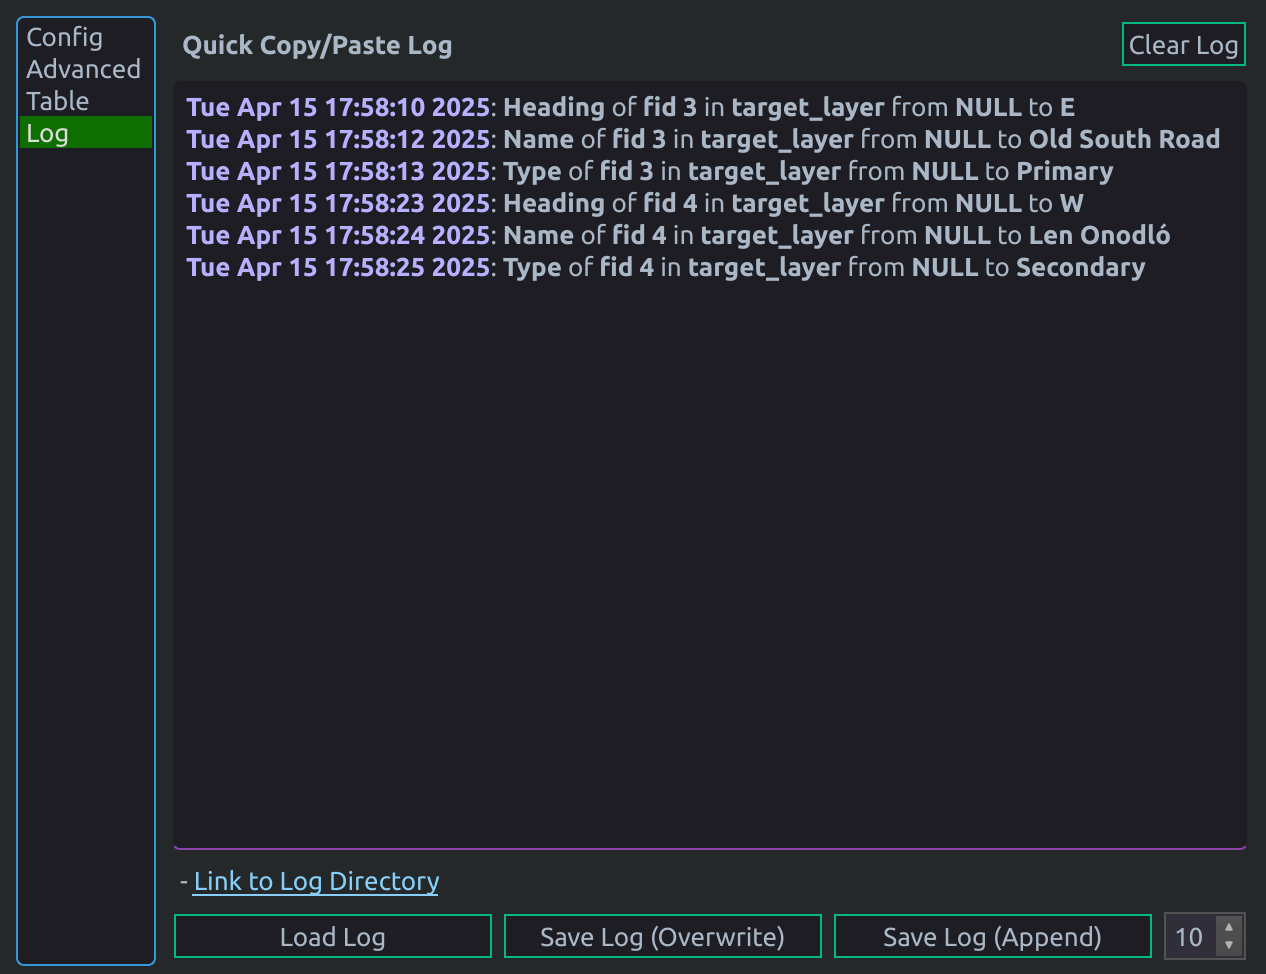 Config
Advanced
Table
Log
Quick Copy/Paste Log
Clear Log
Tue Apr 15 17:58:10 2025: Heading of fid 3 in target_layer from NULL to E
Tue Apr 15 17:58:12 2025: Name of fid 3 in target_layer from NULL to Old South Road
Tue Apr 15 17:58:13 2025: Type of fid 3 in target_layer from NULL to Primary
Tue Apr 15 17:58:23 2025: Heading of fid 4 in target_layer from NULL to W
Tue Apr 15 17:58:24 2025: Name of fid 4 in target_layer from NULL to Len Onodló
Tue Apr 15 17:58:25 2025: Type of fid 4 in target_layer from NULL to Secondary
- Link to Log Directory
Load Log
Save Log (Overwrite)
Save Log (Append)
10